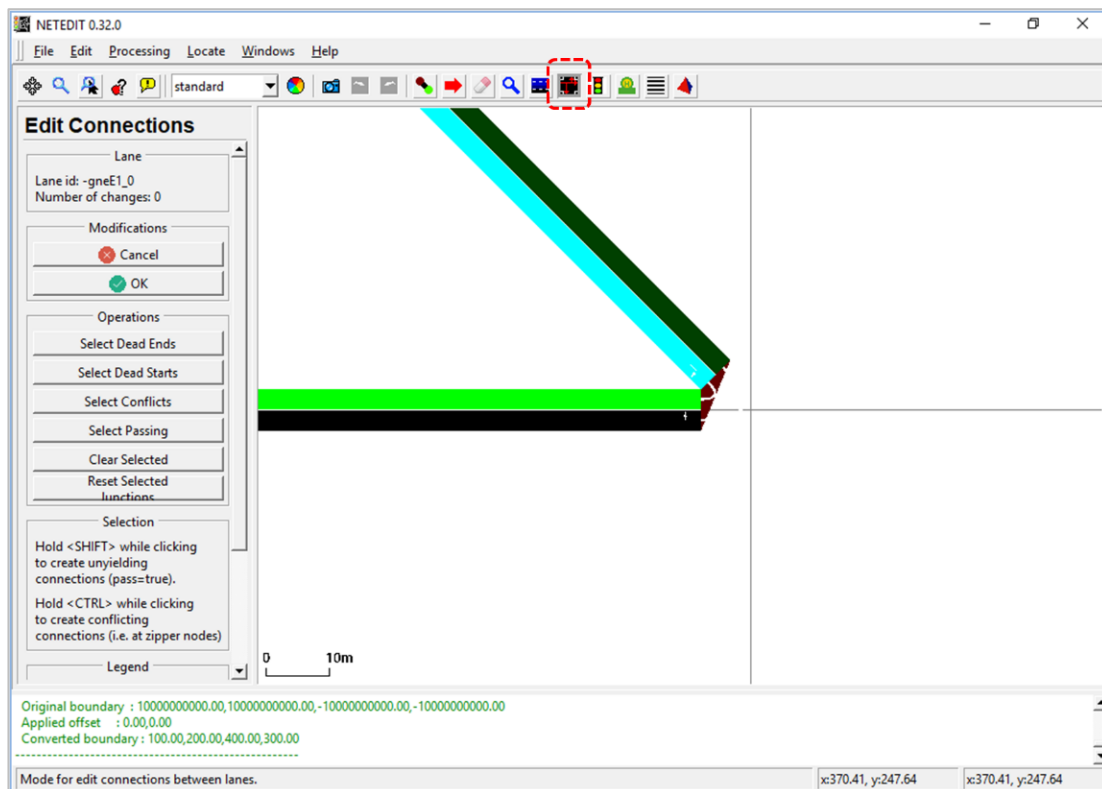 NETEDIT 0.32.0
File Edit Processing Locate Windows Help
standard
Edit Connections
Lane
Lane id: -gneE1_0
Number of changes: 0
Modifications
Cancel
OK
Operations
Select Dead Ends
Select Dead Starts
Select Conflicts
Select Passing
Clear Selected
Reset Selected
Junctions
Selection
Hold <SHIFT> while clicking
to create unyielding
connections (pass=true).
Hold <CTRL> while clicking
to create conflicting
connections (i.e. at zipper nodes)
Legend
0 10m
Original boundary : 10000000000.00,10000000000.00,-10000000000.00,-10000000000.00
Applied offset : 0.00,0.00
Converted boundary : 100.00,200.00,400.00,300.00
-----------------------------------------------------
Mode for edit connections between lanes.
x:370.41, y:247.64
x:370.41, y:247.64